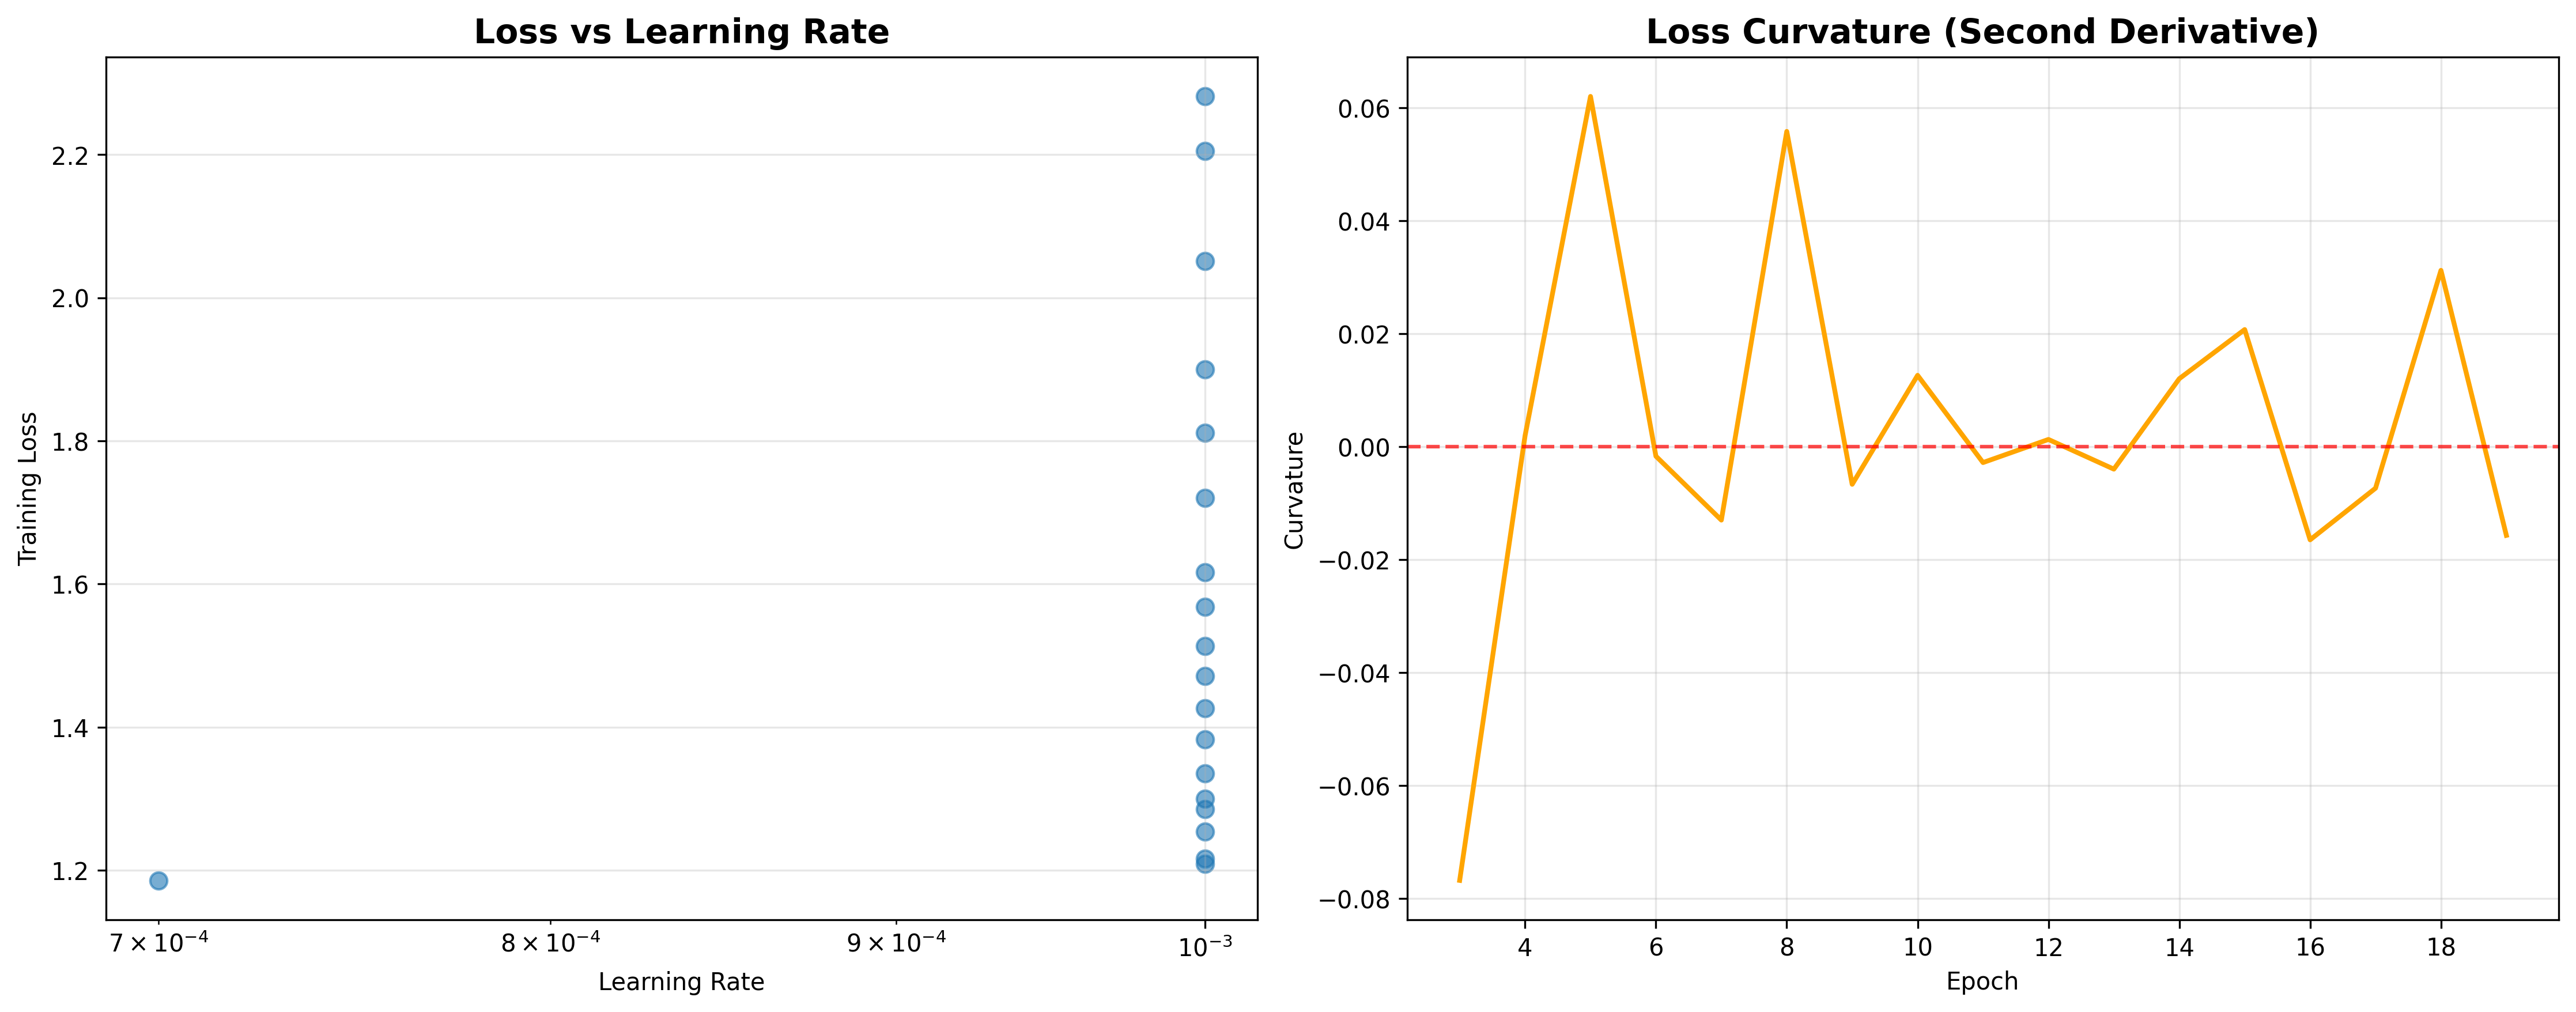 Loss vs Learning Rate
2.2
2.0
1.8
1.6
1.4
1.2
Training Loss
7 × 10⁻⁴
8 × 10⁻⁴
9 × 10⁻⁴
10⁻³
Learning Rate
Loss Curvature (Second Derivative)
0.06
0.04
0.02
0.00
−0.02
−0.04
−0.06
−0.08
Curvature
4
6
8
10
12
14
16
18
Epoch